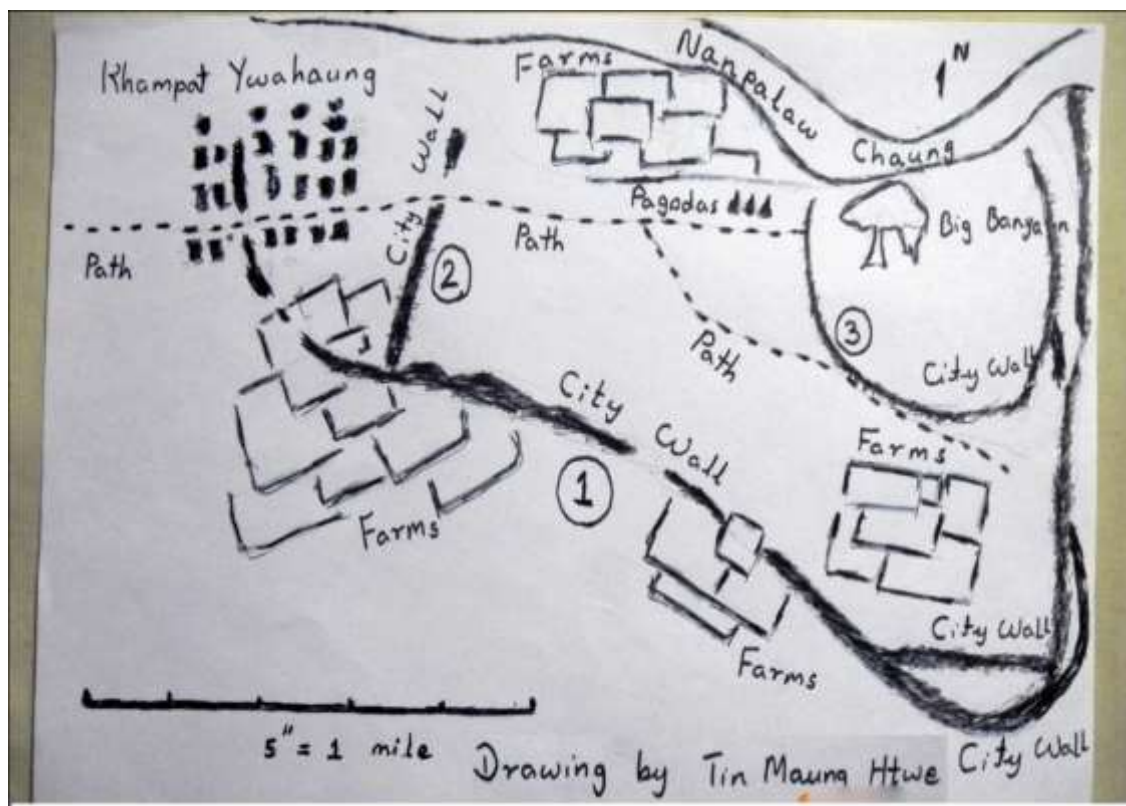 Khampat Ywahaung
City Wall
Farms
Nanpalaw Chaung
N
Pagodas
Big Banyan
Path
Path
2
Path
3
City Wall
City Wall
1
Farms
Farms
Farms
City Wall
5" = 1 mile
City Wall
Drawing by Tin Maung Htwe